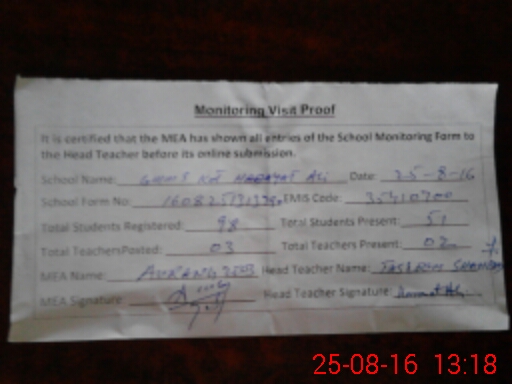 Monitoring Visit Proof
It is certified that the MEA has shown all entries of the School Monitoring Form to
the Head Teacher before its online submission.
School Name: Date: 25-8-16
School Form No: EMIS Code: 35410700
Total Students Registered: 98 Total Students Present: 51
Total Teachers Posted: 03 Total Teachers Present: 02
MEA Name: AURANGZEB Head Teacher Name:
MEA Signature Head Teacher Signature:
25-08-16 13:18